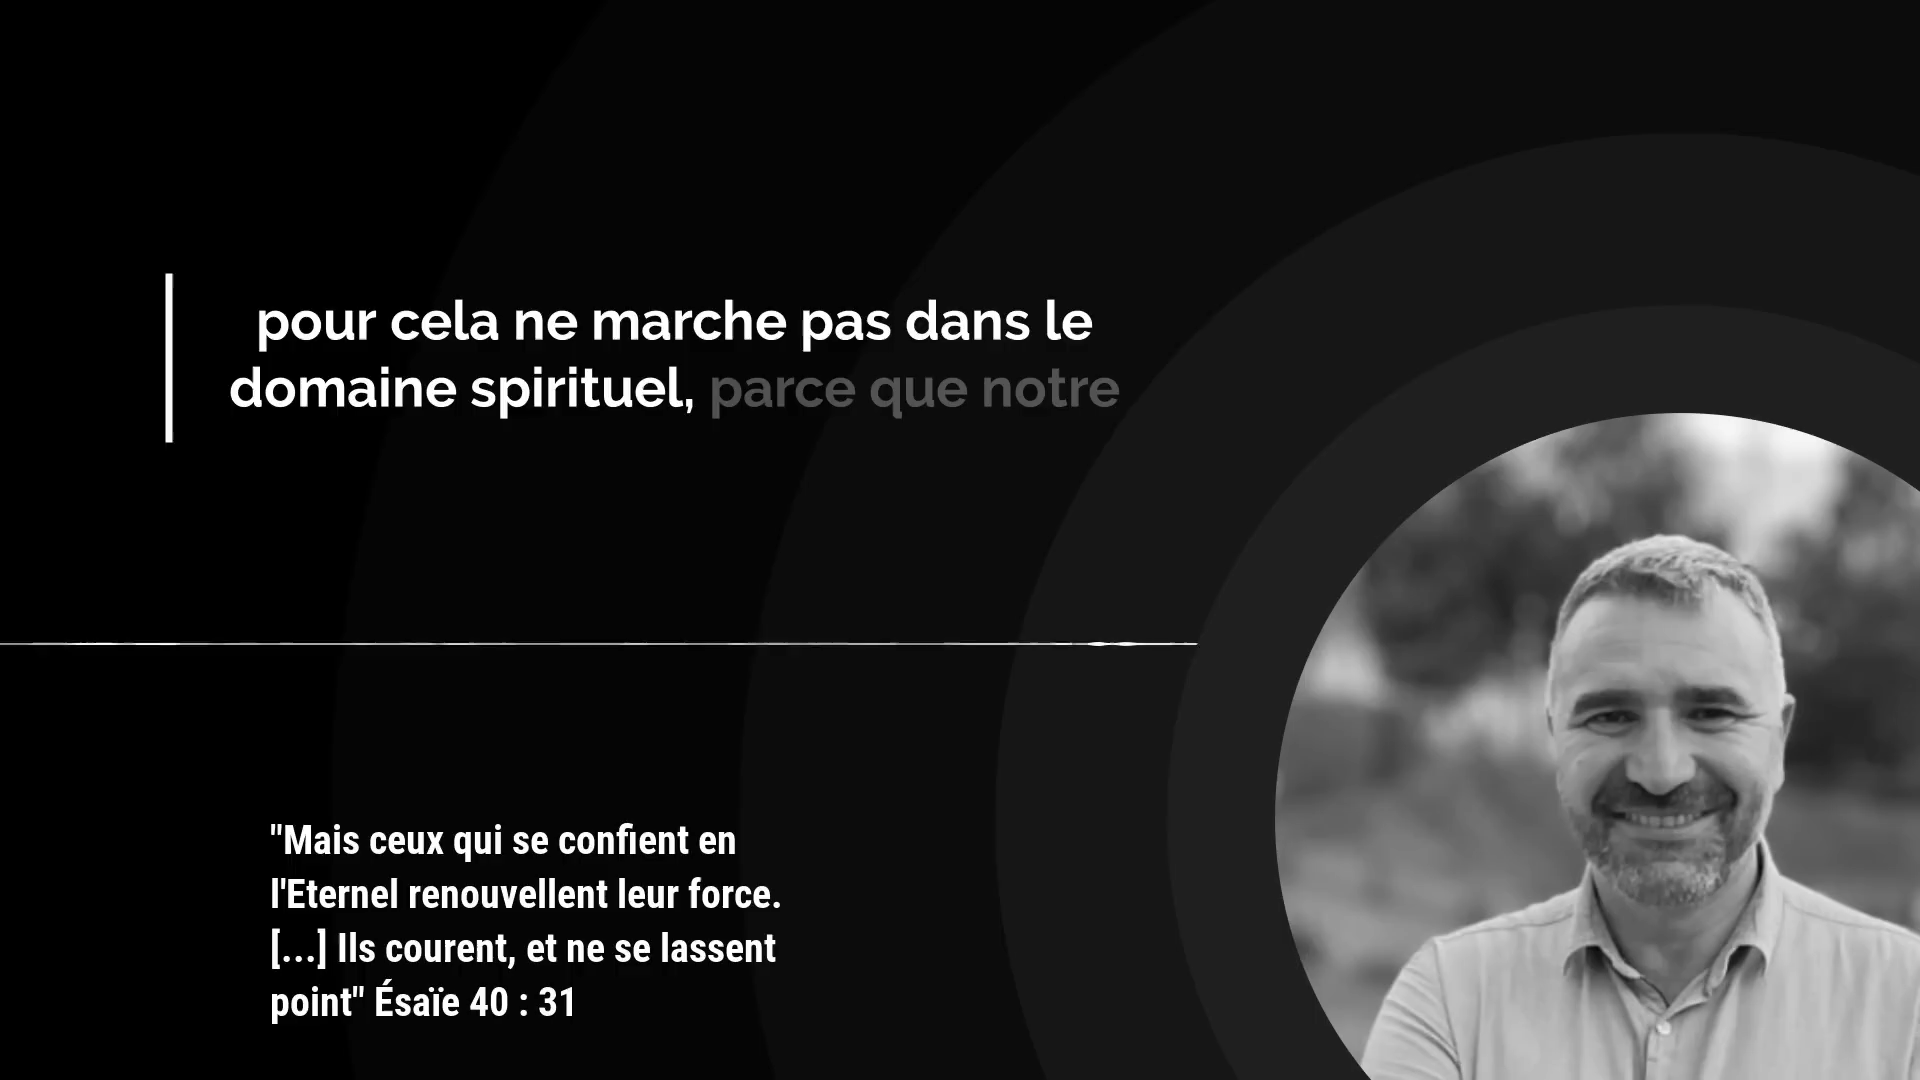 pour cela ne marche pas dans le
domaine spirituel, parce que notre
"Mais ceux qui se confient en
l'Eternel renouvellent leur force.
[...] Ils courent, et ne se lassent
point" Ésaïe 40 : 31